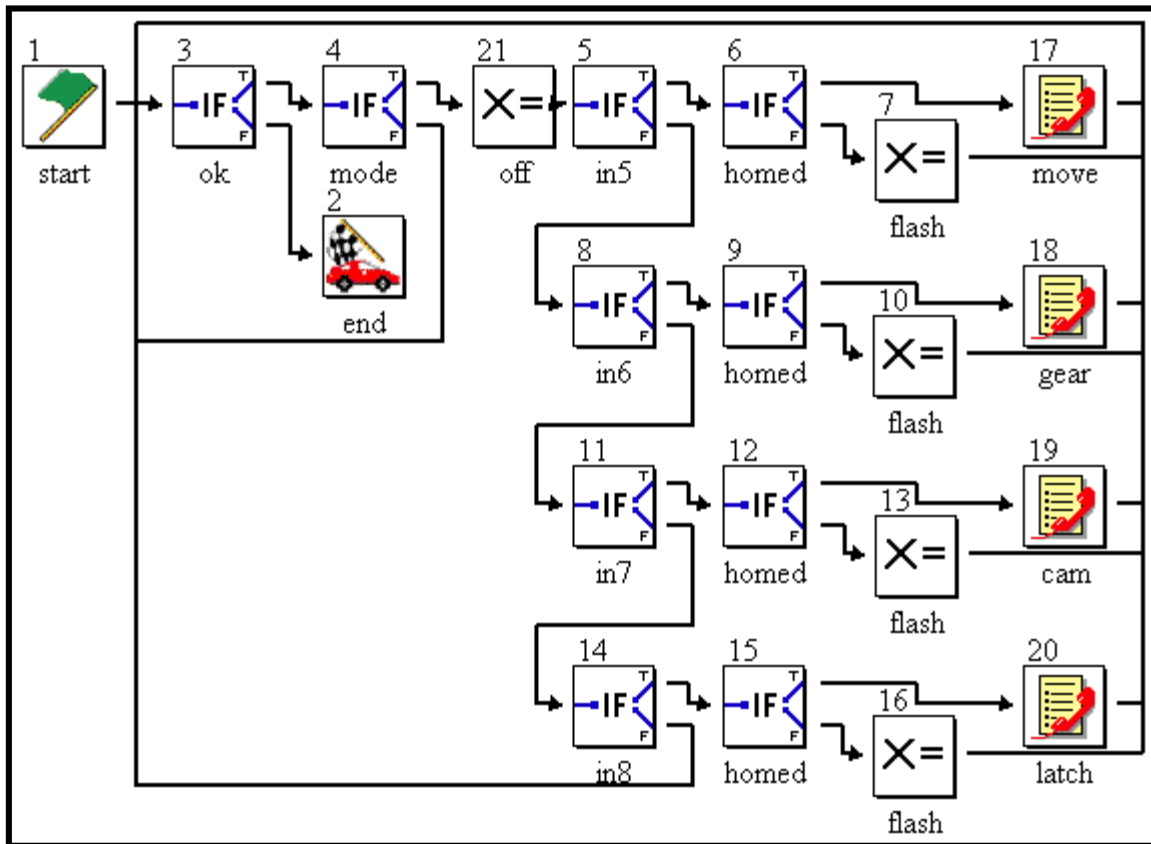 1 3 4 21 5 6 17
IF T F IF T F X= IF T F IF T F 7
X=
start ok mode off in5 homed move
2 flash
8 9 18
IF T F IF T F 10
end X=
in6 homed gear
flash
11 12 19
IF T F IF T F 13
X=
in7 homed cam
flash
14 15 20
IF T F IF T F 16
X=
in8 homed latch
flash